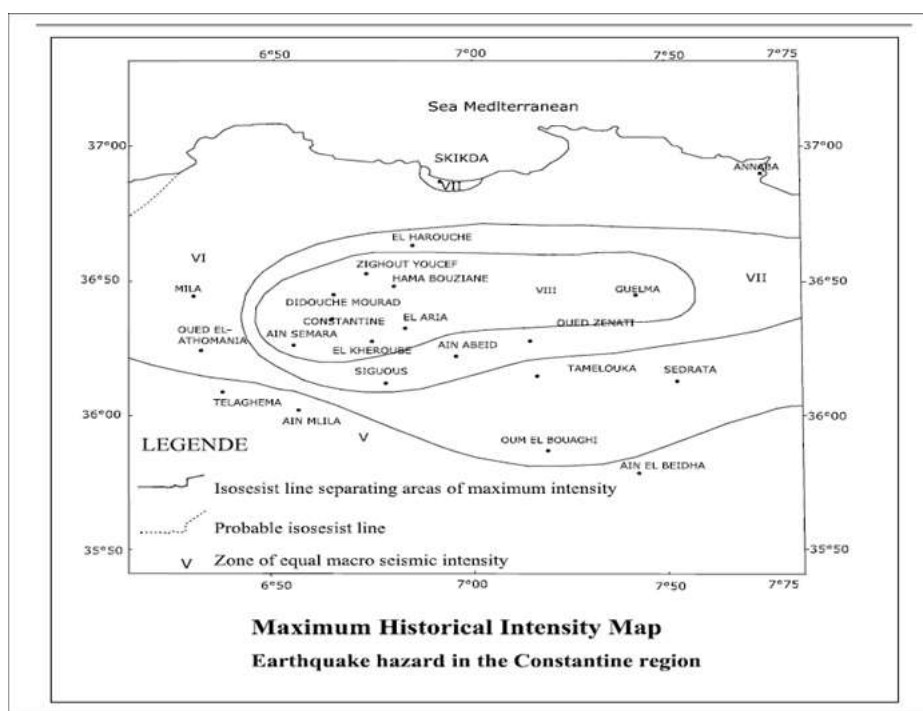 6°50 7°00 7°50 7°75
Sea Mediterranean
37°00 SKIKDA 37°00
ANNABA
VII
EL HAROUCHE
VI ZIGHOUT YOUCEF VII
36°50 HAMA BOUZIANE 36°50
MILA VIII GUELMA
DIDOUCHE MOURAD
CONSTANTINE EL ARIA OUED ZENATI
OUED EL-
ATHOMANIA
AIN SEMARA
EL KHEROUBE AIN ABEID
SIGUOUS TAMELOUKA SEDRATA
36°00 TELAGHEMA 36°00
AIN MLILA
V OUM EL BOUAGHI
AIN EL BEIDHA
LEGENDE
Isosesist line separating areas of maximum intensity
Probable isosesist line
V Zone of equal macro seismic intensity
35°50 35°50
6°50 7°00 7°50 7°75
Maximum Historical Intensity Map
Earthquake hazard in the Constantine region